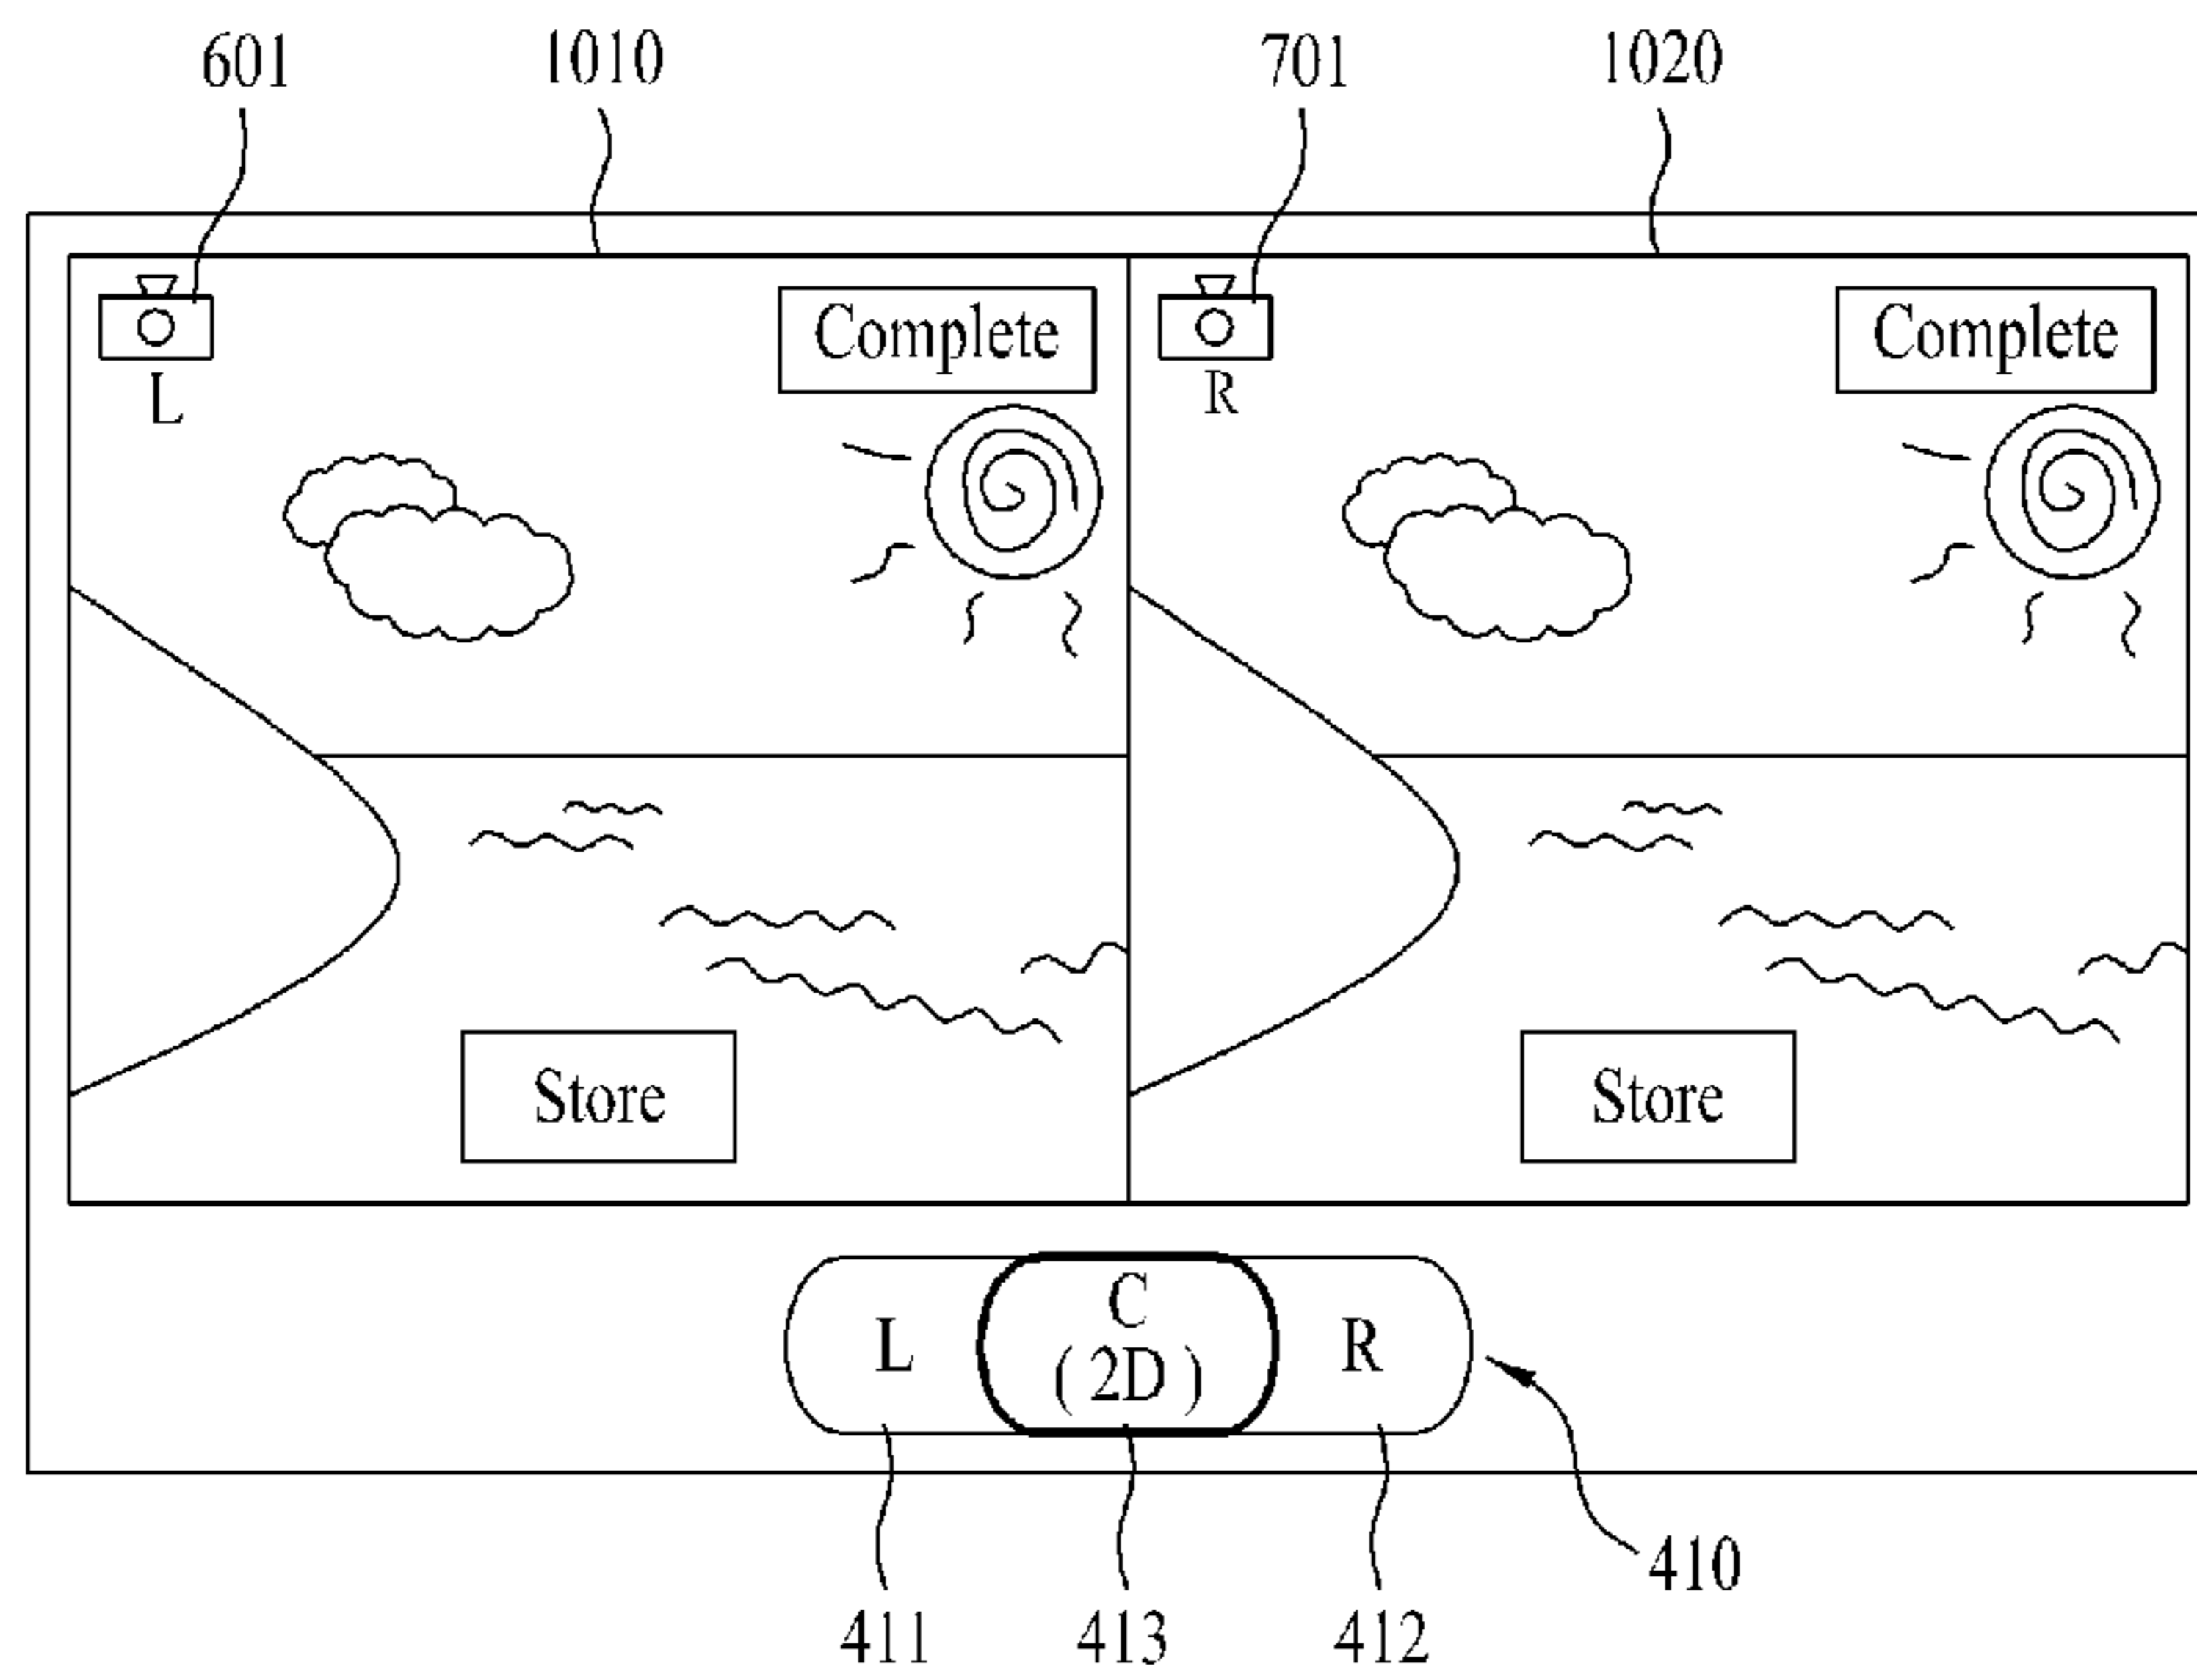 601 1010 701 1020
Complete Complete
L R
Store Store
C
L (2D) R
410
411 413 412